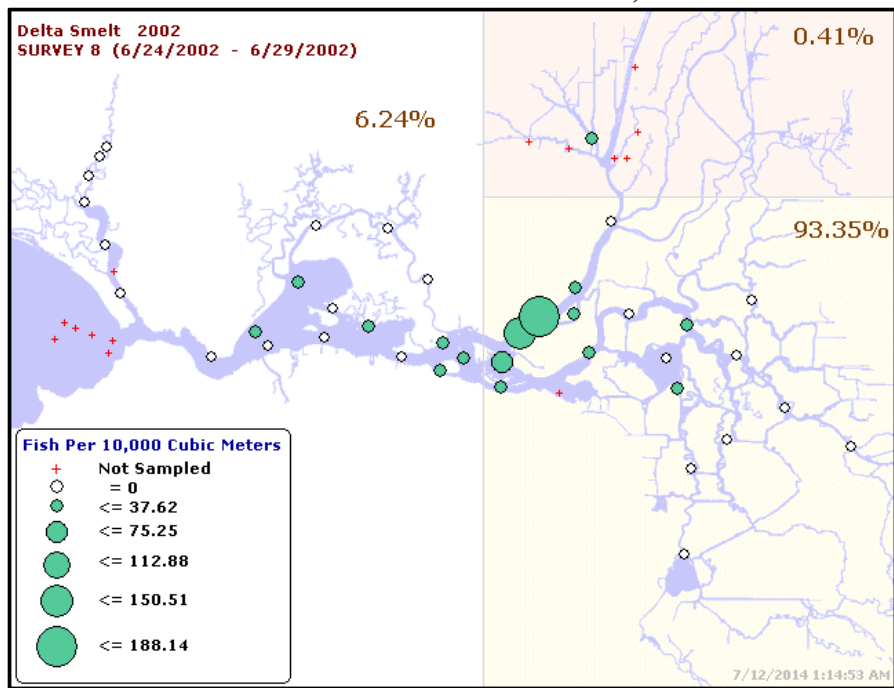 Delta Smelt 2002
SURVEY 8 (6/24/2002 - 6/29/2002)
0.41%
6.24%
93.35%
Fish Per 10,000 Cubic Meters
Not Sampled
= 0
<= 37.62
<= 75.25
<= 112.88
<= 150.51
<= 188.14
7/12/2014 1:14:53 AM